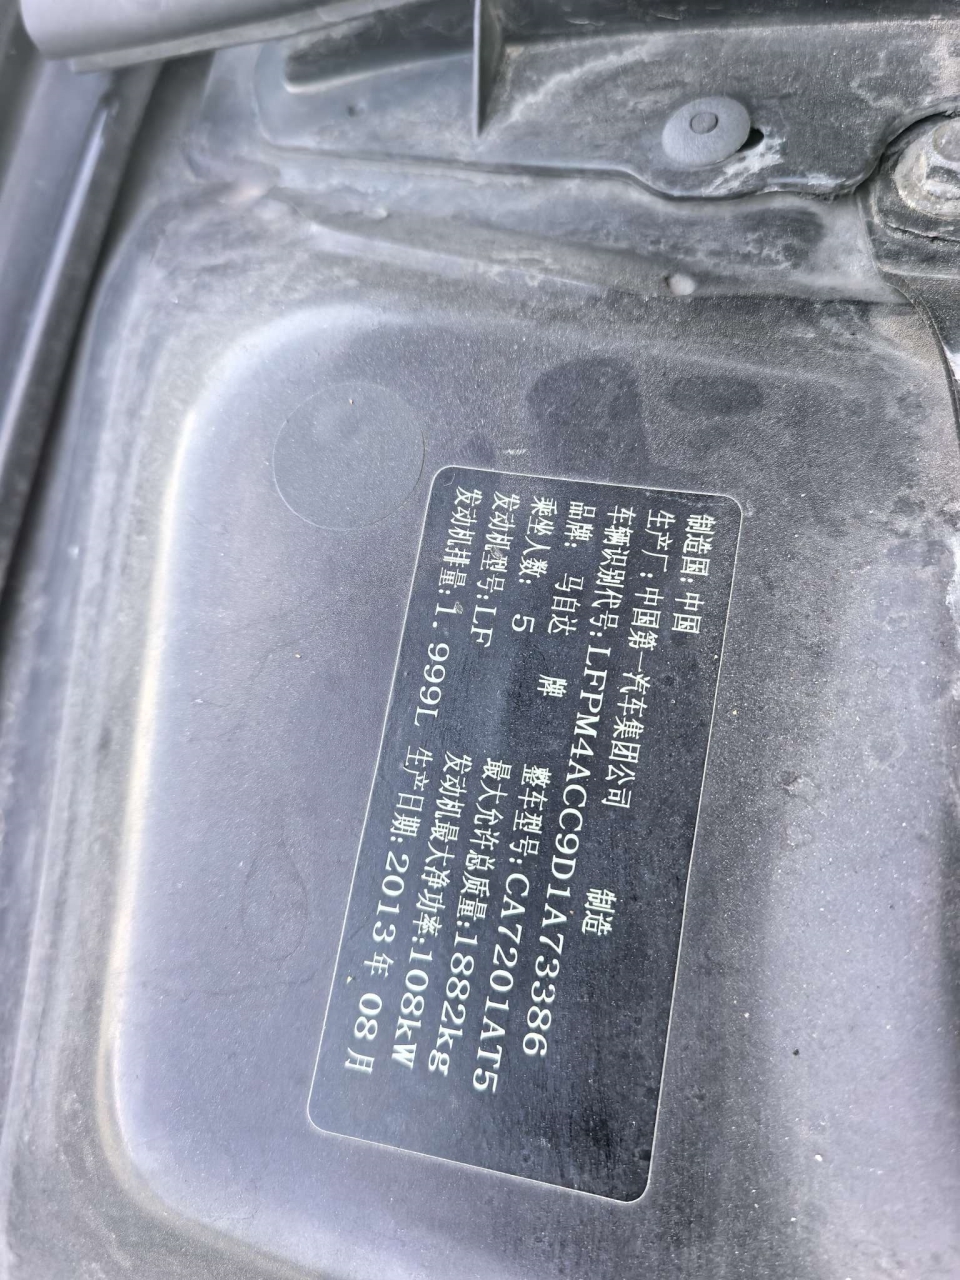 制造国:中国
生产厂:中国第一汽车集团公司 制造
车辆识别代号:LFPM4ACC9D1A73386
品牌: 马自达 牌 整车型号:CA7201AT5
乘坐人数: 5 最大允许总质量:1882kg
发动机型号:LF 发动机最大净功率:108kW
发动机排量:1.999L 生产日期:2013年 08月